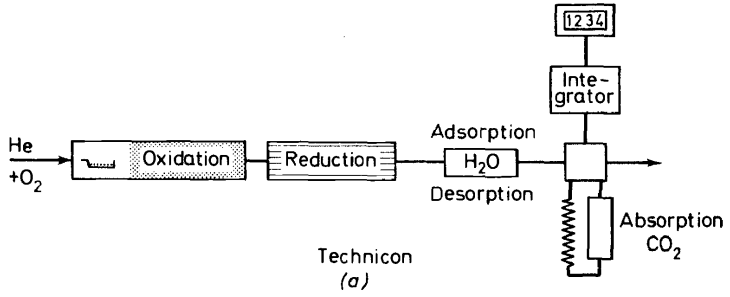 1234
Inte-
grator
He
+O₂
Oxidation
Reduction
Adsorption
H₂O
Desorption
Absorption
CO₂
Technicon
(a)